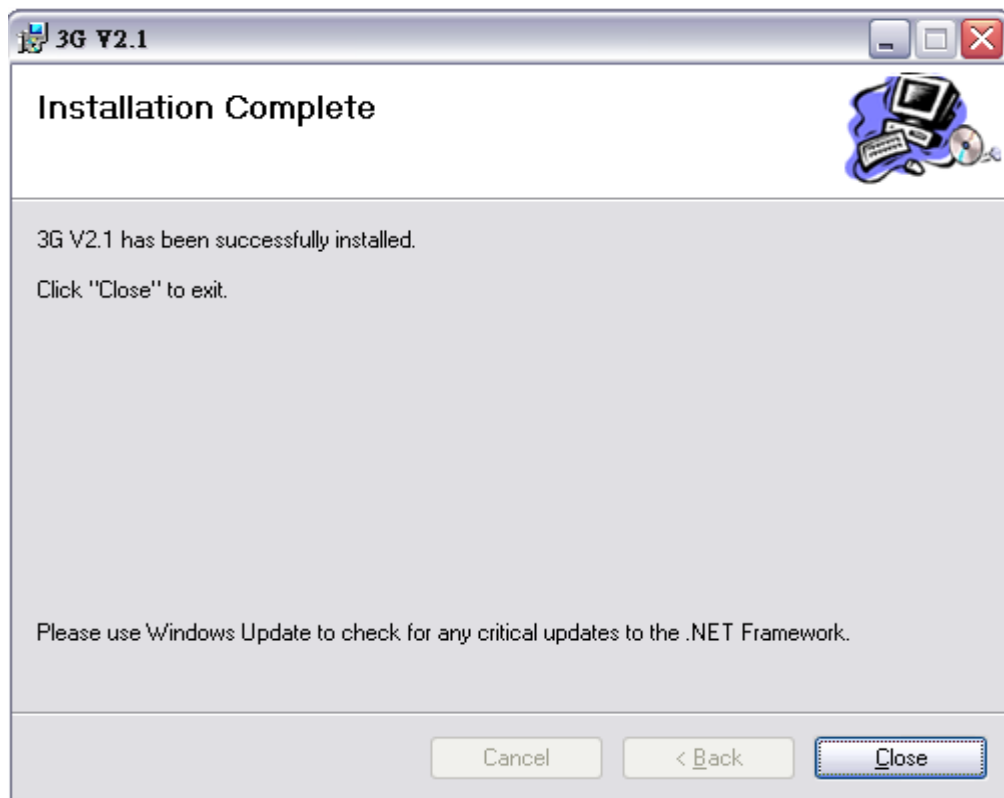 3G V2.1
Installation Complete
3G V2.1 has been successfully installed.
Click "Close" to exit.
Please use Windows Update to check for any critical updates to the .NET Framework.
Cancel
< Back
Close